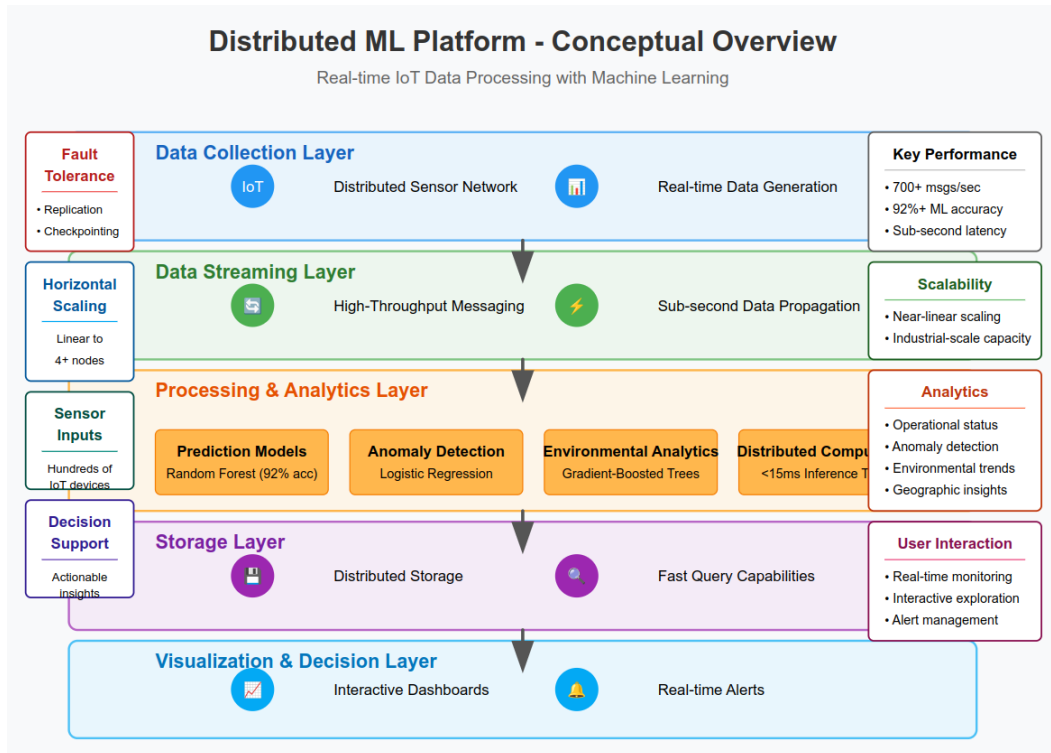 Distributed ML Platform - Conceptual Overview
Real-time IoT Data Processing with Machine Learning
Fault
Tolerance
• Replication
• Checkpointing
Horizontal
Scaling
Linear to
4+ nodes
Sensor
Inputs
Hundreds of
IoT devices
Decision
Support
Actionable
insights
Data Collection Layer
IoT
Distributed Sensor Network
Real-time Data Generation
Data Streaming Layer
High-Throughput Messaging
Sub-second Data Propagation
Processing & Analytics Layer
Prediction Models
Random Forest (92% acc)
Anomaly Detection
Logistic Regression
Environmental Analytics
Gradient-Boosted Trees
Distributed Compu
<15ms Inference T
Storage Layer
Distributed Storage
Fast Query Capabilities
Visualization & Decision Layer
Interactive Dashboards
Real-time Alerts
Key Performance
• 700+ msgs/sec
• 92%+ ML accuracy
• Sub-second latency
Scalability
• Near-linear scaling
• Industrial-scale capacity
Analytics
• Operational status
• Anomaly detection
• Environmental trends
• Geographic insights
User Interaction
• Real-time monitoring
• Interactive exploration
• Alert management